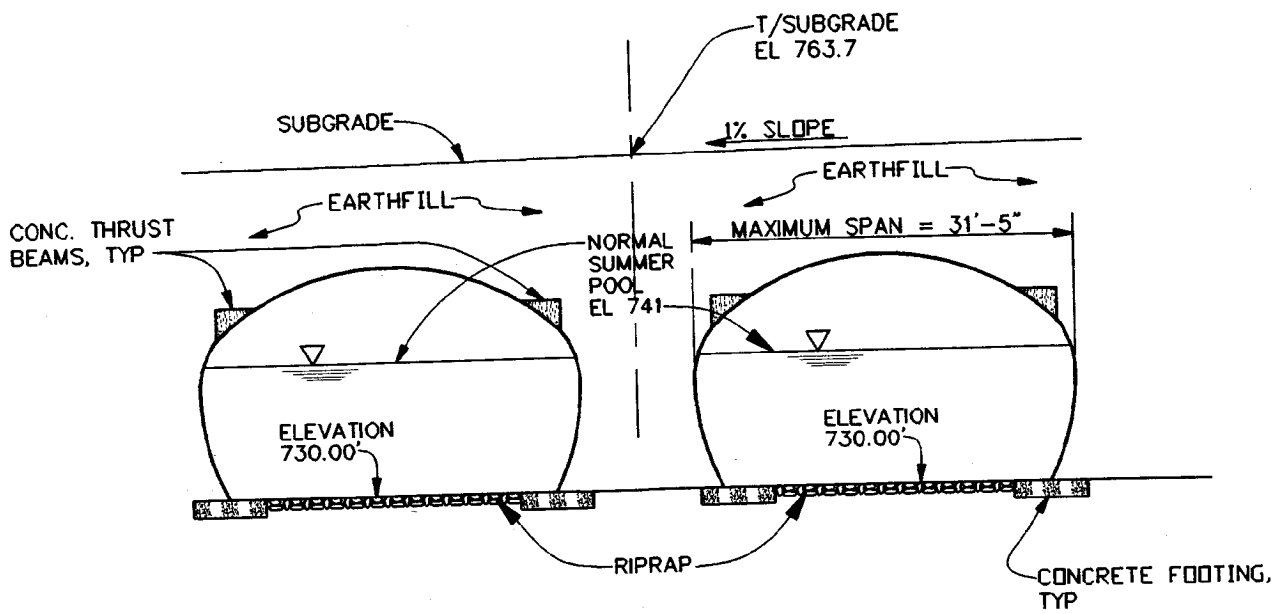 T/SUBGRADE
EL 763.7
SUBGRADE
1% SLOPE
EARTHFILL
EARTHFILL
CONC. THRUST
BEAMS, TYP
NORMAL
SUMMER
POOL
EL 741
MAXIMUM SPAN = 31'-5"
ELEVATION
730.00'
ELEVATION
730.00'
RIPRAP
CONCRETE FOOTING,
TYP